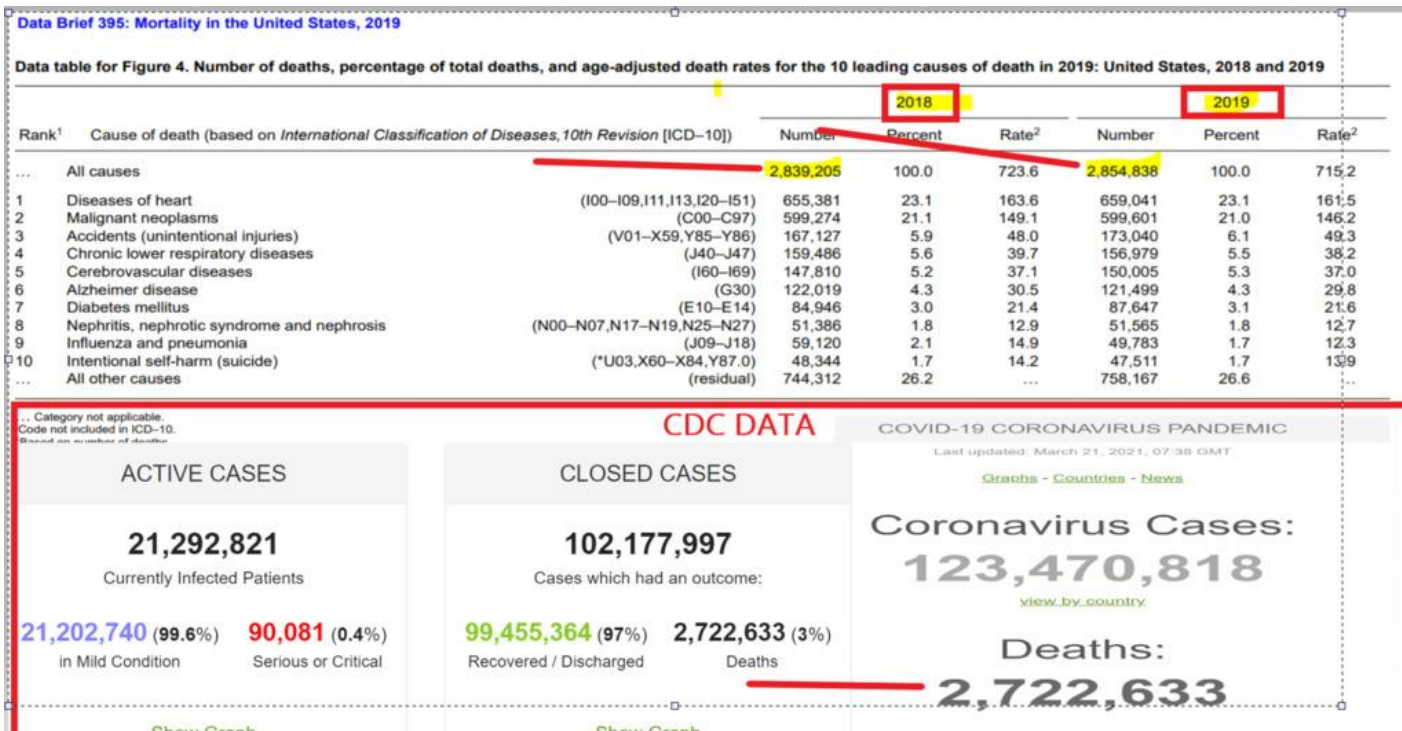 Data Brief 395: Mortality in the United States, 2019
Data table for Figure 4. Number of deaths, percentage of total deaths, and age-adjusted death rates for the 10 leading causes of death in 2019: United States, 2018 and 2019
2018 2019
Rank¹ Cause of death (based on International Classification of Diseases,10th Revision [ICD–10]) Number Percent Rate² Number Percent Rate²
... All causes 2,839,205 100.0 723.6 2,854,838 100.0 715.2
1 Diseases of heart (I00–I09,I11,I13,I20–I51) 655,381 23.1 163.6 659,041 23.1 161.5
2 Malignant neoplasms (C00–C97) 599,274 21.1 149.1 599,601 21.0 146.2
3 Accidents (unintentional injuries) (V01–X59,Y85–Y86) 167,127 5.9 48.0 173,040 6.1 49.3
4 Chronic lower respiratory diseases (J40–J47) 159,486 5.6 39.7 156,979 5.5 38.2
5 Cerebrovascular diseases (I60–I69) 147,810 5.2 37.1 150,005 5.3 37.0
6 Alzheimer disease (G30) 122,019 4.3 30.5 121,499 4.3 29.8
7 Diabetes mellitus (E10–E14) 84,946 3.0 21.4 87,647 3.1 21.6
8 Nephritis, nephrotic syndrome and nephrosis (N00–N07,N17–N19,N25–N27) 51,386 1.8 12.9 51,565 1.8 12.7
9 Influenza and pneumonia (J09–J18) 59,120 2.1 14.9 49,783 1.7 12.3
10 Intentional self-harm (suicide) (*U03,X60–X84,Y87.0) 48,344 1.7 14.2 47,511 1.7 13.9
... All other causes (residual) 744,312 26.2 ... 758,167 26.6 ...
... Category not applicable.
Code not included in ICD–10.
Based on number of deaths
CDC DATA
ACTIVE CASES
21,292,821
Currently Infected Patients
21,202,740 (99.6%) 90,081 (0.4%)
in Mild Condition Serious or Critical
Show Graph
CLOSED CASES
102,177,997
Cases which had an outcome:
99,455,364 (97%) 2,722,633 (3%)
Recovered / Discharged Deaths
Show Graph
COVID-19 CORONAVIRUS PANDEMIC
Last updated: March 21, 2021, 07:38 GMT
Graphs - Countries - News
Coronavirus Cases:
123,470,818
view by country
Deaths:
2,722,633